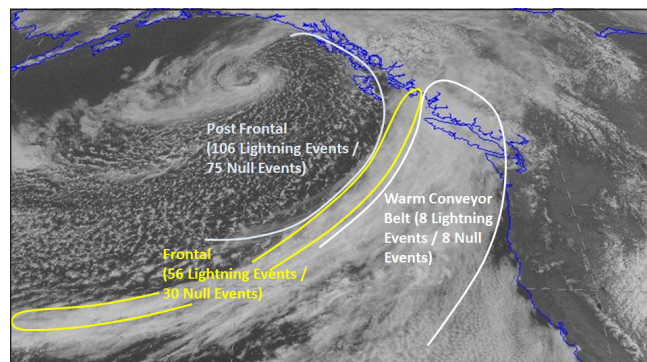 Post Frontal
(106 Lightning Events /
75 Null Events)
Warm Conveyor
Belt (8 Lightning
Events / 8 Null
Events)
Frontal
(56 Lightning Events /
30 Null Events)